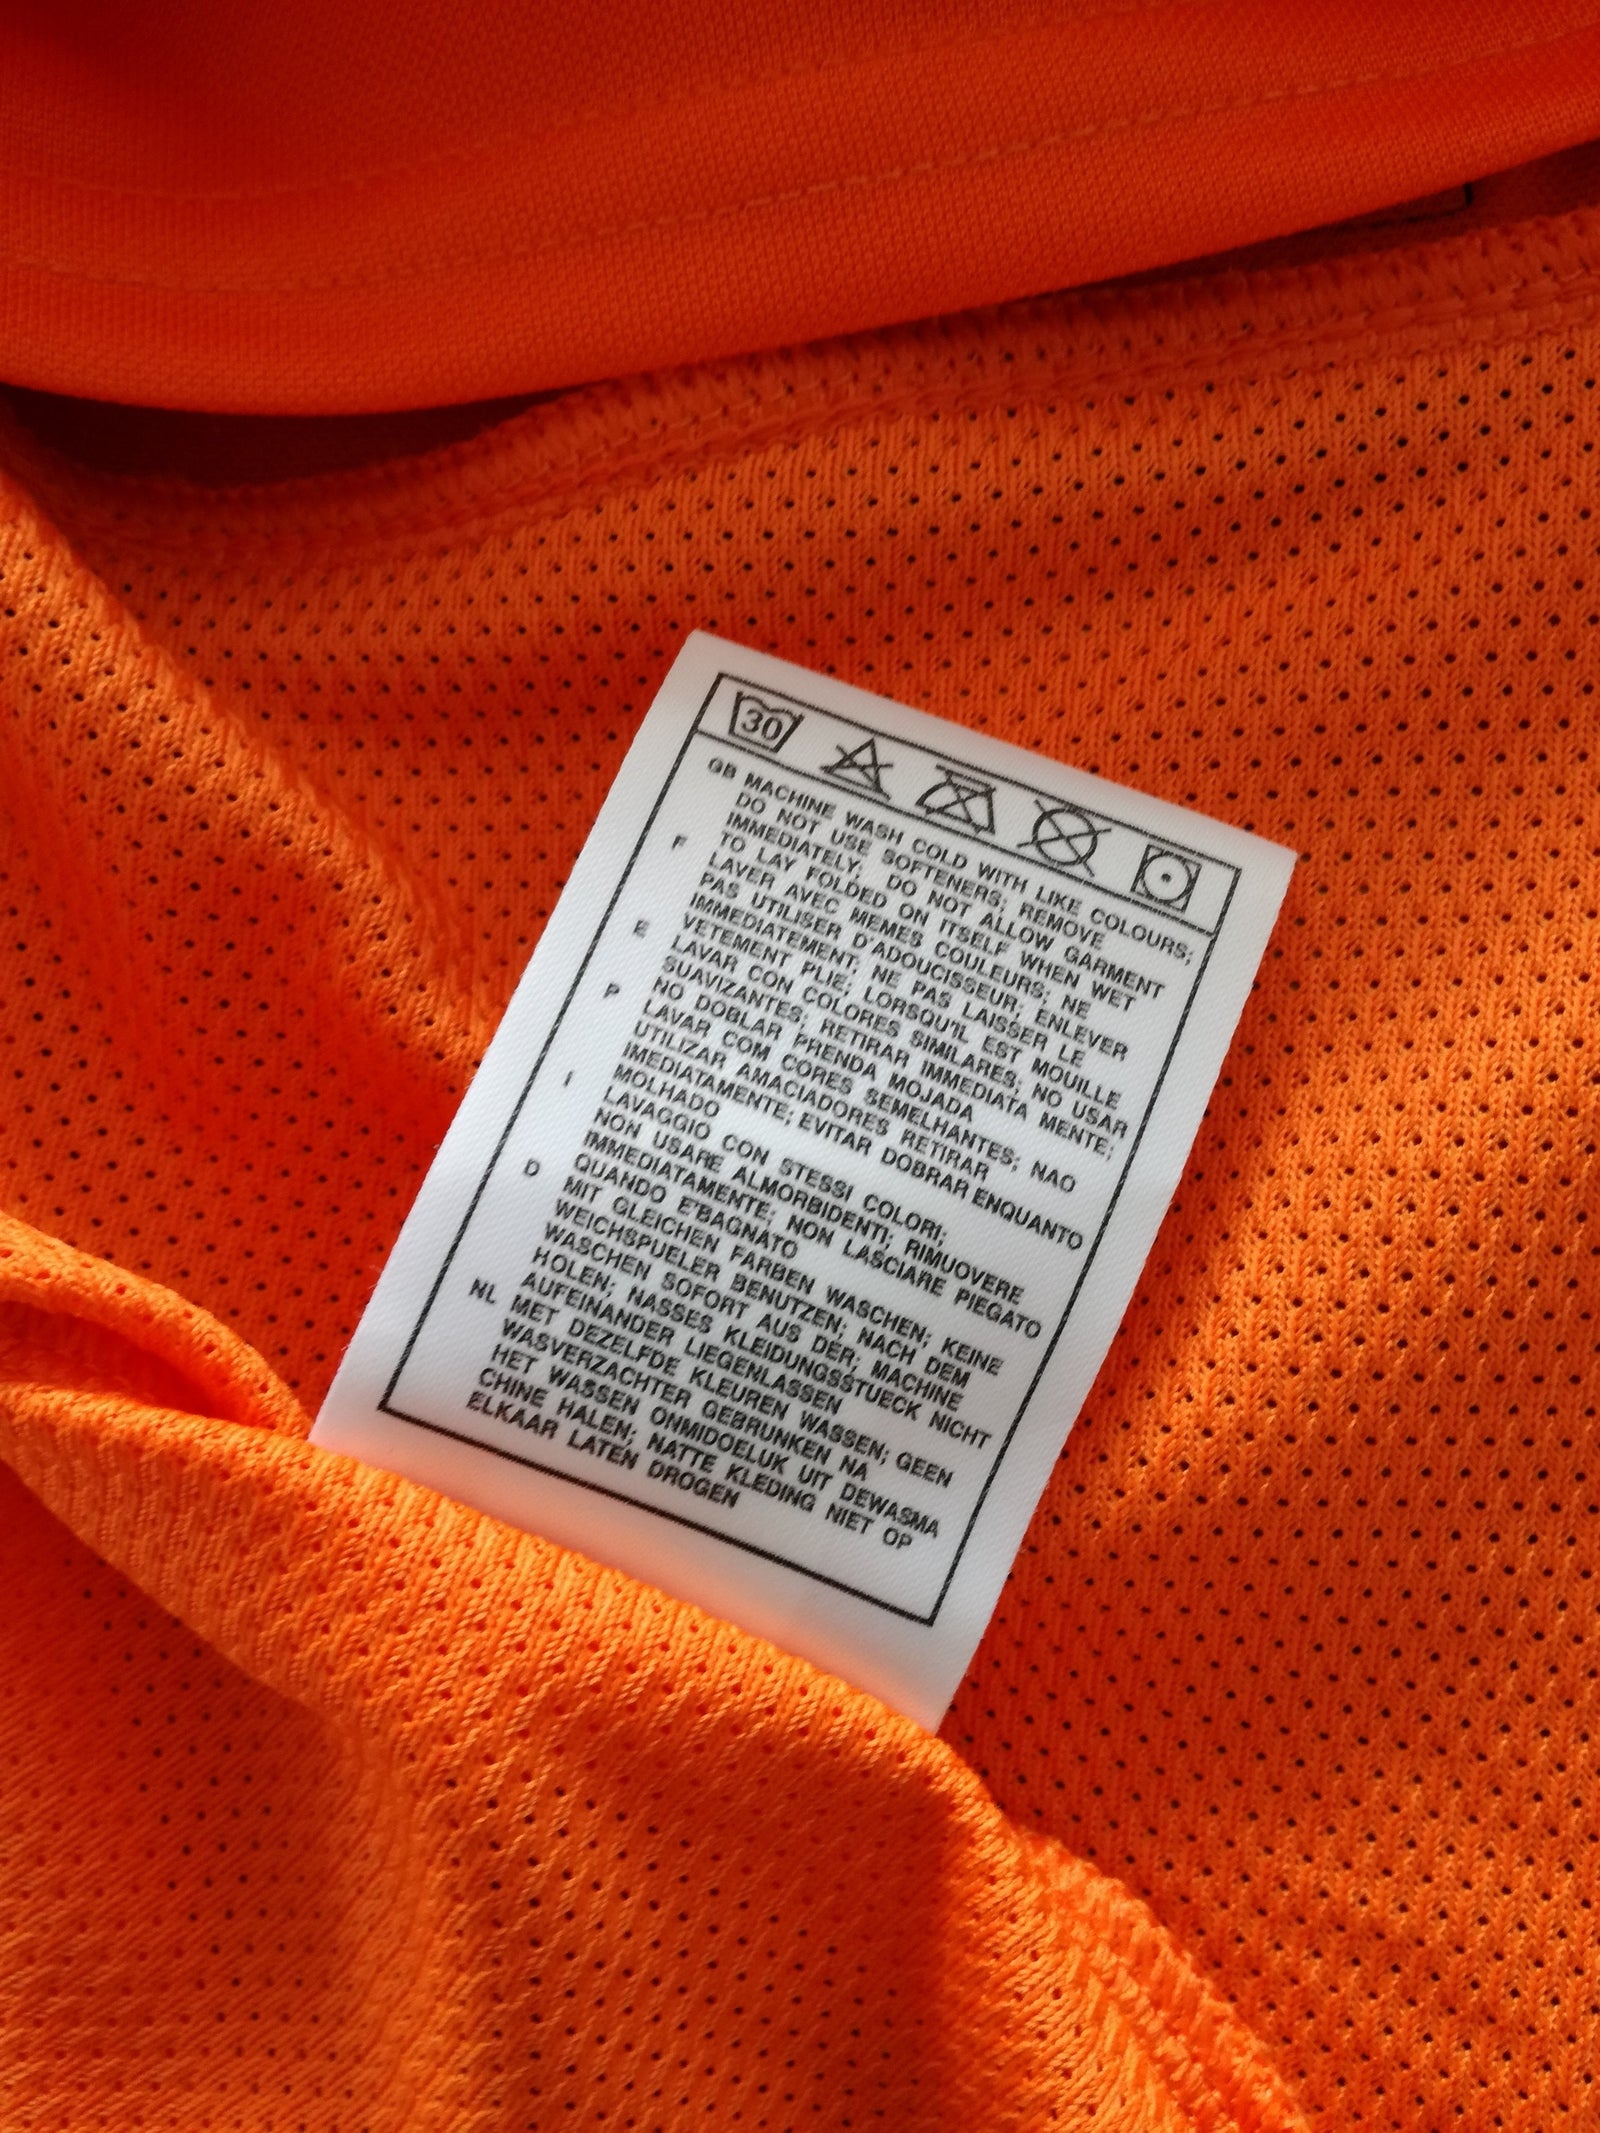 30
GB MACHINE WASH COLD WITH LIKE COLOURS;
DO NOT USE SOFTENERS; REMOVE
IMMEDIATELY; DO NOT ALLOW GARMENT
TO LAY FOLDED ON ITSELF WHEN WET
F LAVER AVEC MEMES COULEURS; NE
PAS UTILISER D'ADOUCISSEUR; ENLEVER
IMMEDIATEMENT; NE PAS LAISSER LE
VETEMENT PLIE; LORSQU'IL EST MOUILLE
E LAVAR CON COLORES SIMILARES; NO USAR
SUAVIZANTES; RETIRAR IMMEDIATA MENTE;
NO DOBLAR PRENDA MOJADA
P LAVAR COM CORES SEMELHANTES; NAO
UTILIZAR AMACIADORES RETIRAR
IMEDIATAMENTE; EVITAR DOBRAR ENQUANTO
MOLHADO
I LAVAGGIO CON STESSI COLORI;
NON USARE ALMORBIDENTI; RIMUOVERE
IMMEDIATAMENTE; NON LASCIARE PIEGATO
QUANDO E'BAGNATO
D MIT GLEICHEN FARBEN WASCHEN; KEINE
WEICHSPUELER BENUTZEN; NACH DEM
WASCHEN SOFORT AUS DER; MACHINE
HOLEN; NASSES KLEIDUNGSSTUECK NICHT
AUFEINANDER LIEGENLASSEN
NL MET DEZELFDE KLEUREN WASSEN; GEEN
WASVERZACHTER GEBRUNKEN NA
HET WASSEN ONMIDOELUK UIT DEWASMA
CHINE HALEN; NATTE KLEDING NIET OP
ELKAAR LATEN DROGEN